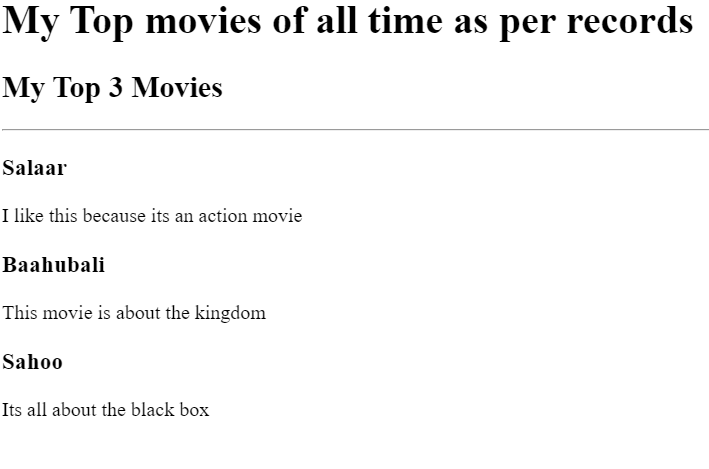 My Top movies of all time as per records
My Top 3 Movies
Salaar
I like this because its an action movie
Baahubali
This movie is about the kingdom
Sahoo
Its all about the black box